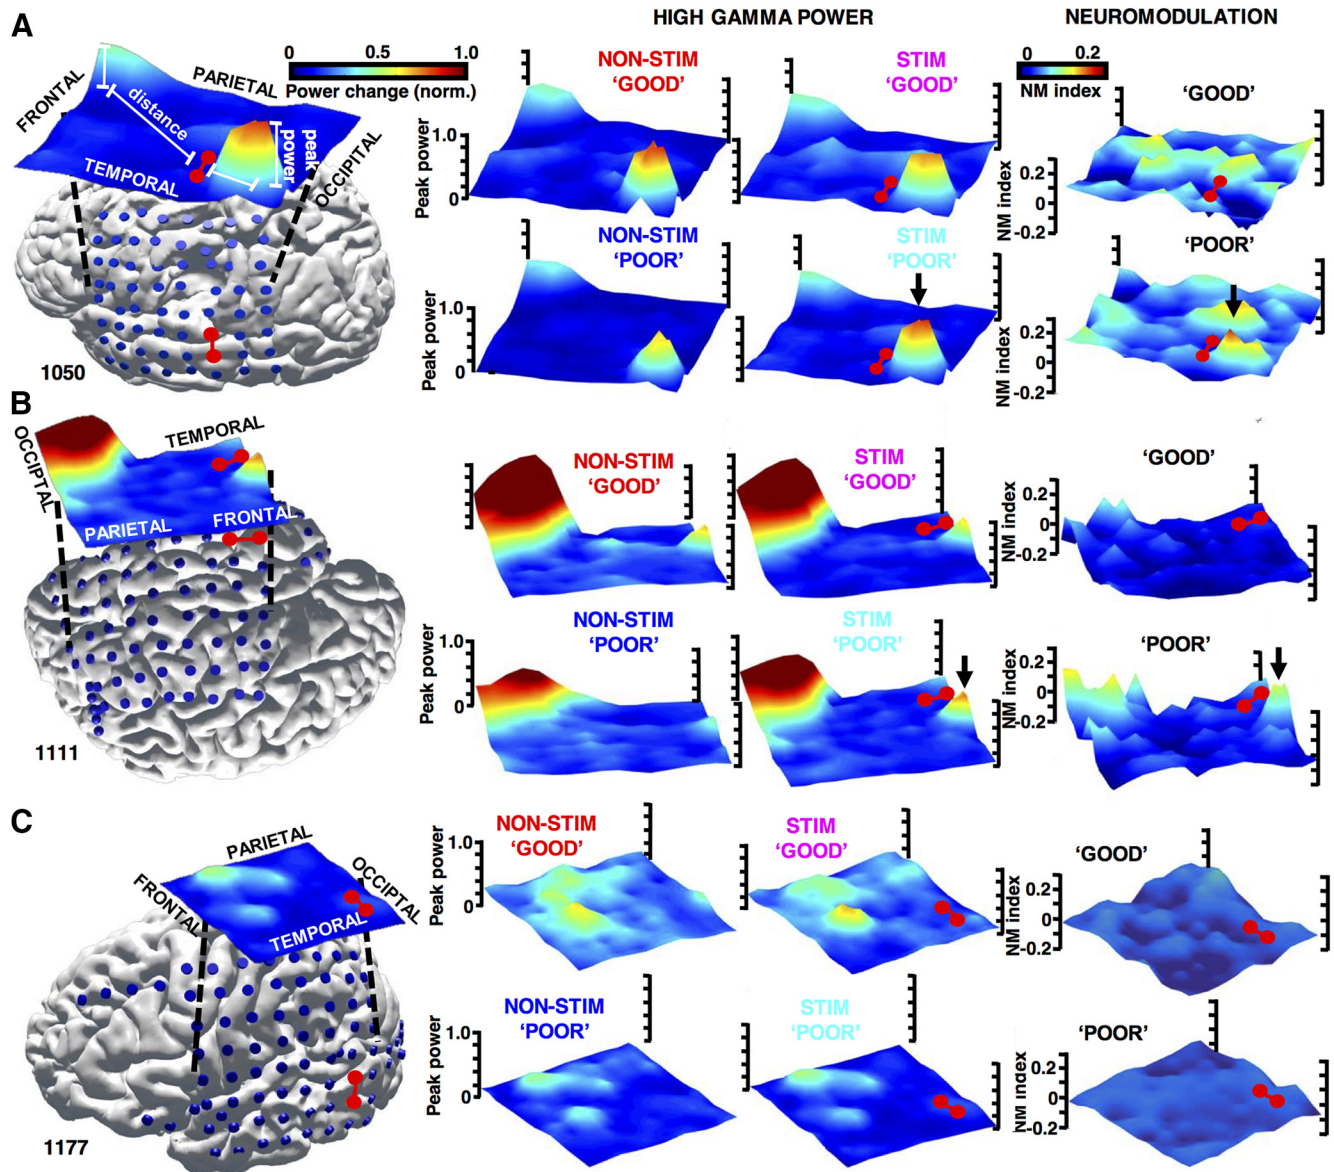 A
HIGH GAMMA POWER
NEUROMODULATION
0 0.5 1.0
Power change (norm.)
FRONTAL
PARIETAL
OCCIPITAL
TEMPORAL
distance
peak
power
1050
NON-STIM
‘GOOD’
STIM
‘GOOD’
0 0.2
NM index
‘GOOD’
Peak power
1.0
0
NM index
0.2
0
-0.2
NON-STIM
‘POOR’
STIM
‘POOR’
‘POOR’
Peak power
1.0
0
NM index
0.2
0
-0.2
B
OCCIPTAL
TEMPORAL
PARIETAL
FRONTAL
1111
NON-STIM
‘GOOD’
STIM
‘GOOD’
‘GOOD’
NM index
0.2
0
-0.2
NON-STIM
‘POOR’
STIM
‘POOR’
‘POOR’
Peak power
1.0
0
NM index
0.2
0
-0.2
C
PARIETAL
FRONTAL
OCCIPTAL
TEMPORAL
1177
NON-STIM
‘GOOD’
STIM
‘GOOD’
‘GOOD’
Peak power
1.0
0
NM index
0.2
0
-0.2
NON-STIM
‘POOR’
STIM
‘POOR’
‘POOR’
Peak power
1.0
0
NM index
0.2
0
-0.2